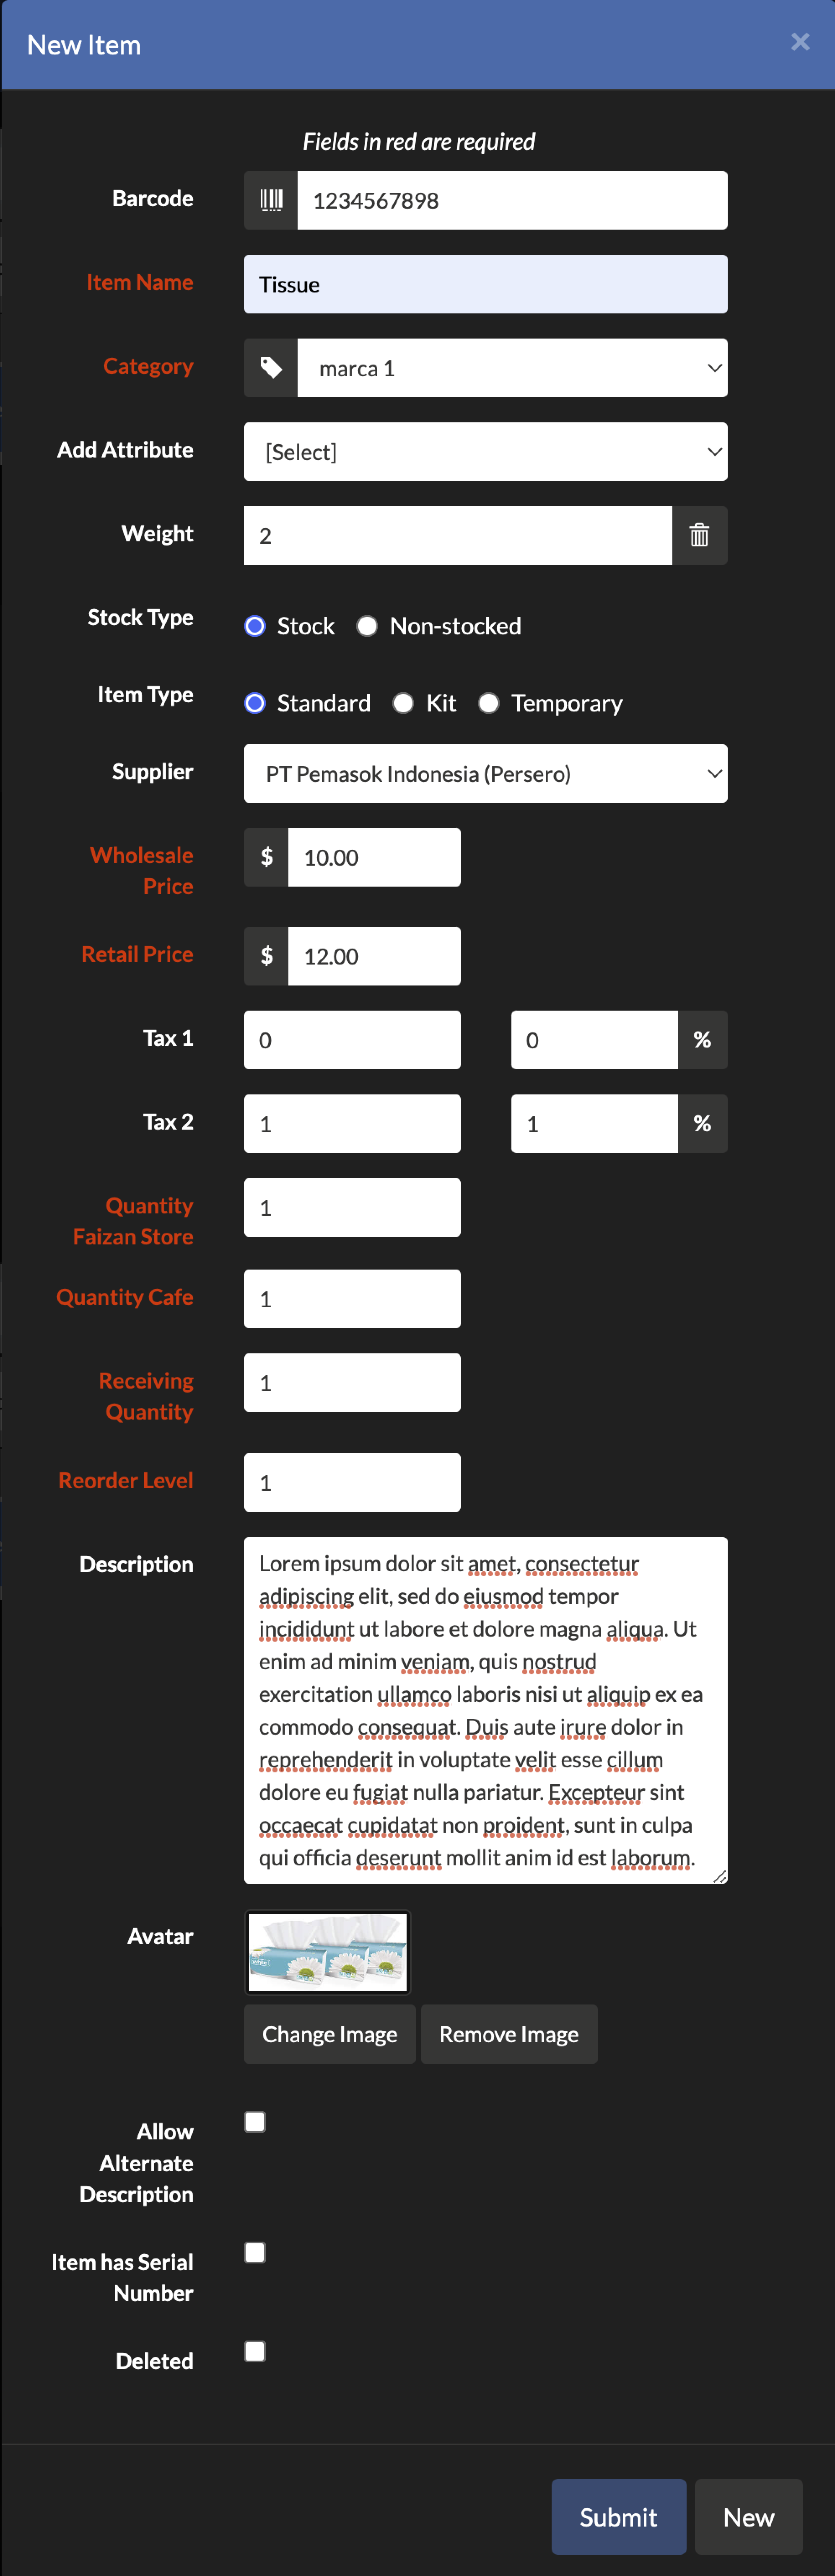 New Item
×
Fields in red are required
Barcode
1234567898
Item Name
Tissue
Category
marca 1
Add Attribute
[Select]
Weight
2
Stock Type
Stock
Non-stocked
Item Type
Standard
Kit
Temporary
Supplier
PT Pemasok Indonesia (Persero)
Wholesale
Price
$
10.00
Retail Price
$
12.00
Tax 1
0
0
%
Tax 2
1
1
%
Quantity
Faizan Store
1
Quantity Cafe
1
Receiving
Quantity
1
Reorder Level
1
Description
Lorem ipsum dolor sit amet, consectetur
adipiscing elit, sed do eiusmod tempor
incididunt ut labore et dolore magna aliqua. Ut
enim ad minim veniam, quis nostrud
exercitation ullamco laboris nisi ut aliquip ex ea
commodo consequat. Duis aute irure dolor in
reprehenderit in voluptate velit esse cillum
dolore eu fugiat nulla pariatur. Excepteur sint
occaecat cupidatat non proident, sunt in culpa
qui officia deserunt mollit anim id est laborum.
Avatar
Change Image
Remove Image
Allow
Alternate
Description
Item has Serial
Number
Deleted
Submit
New